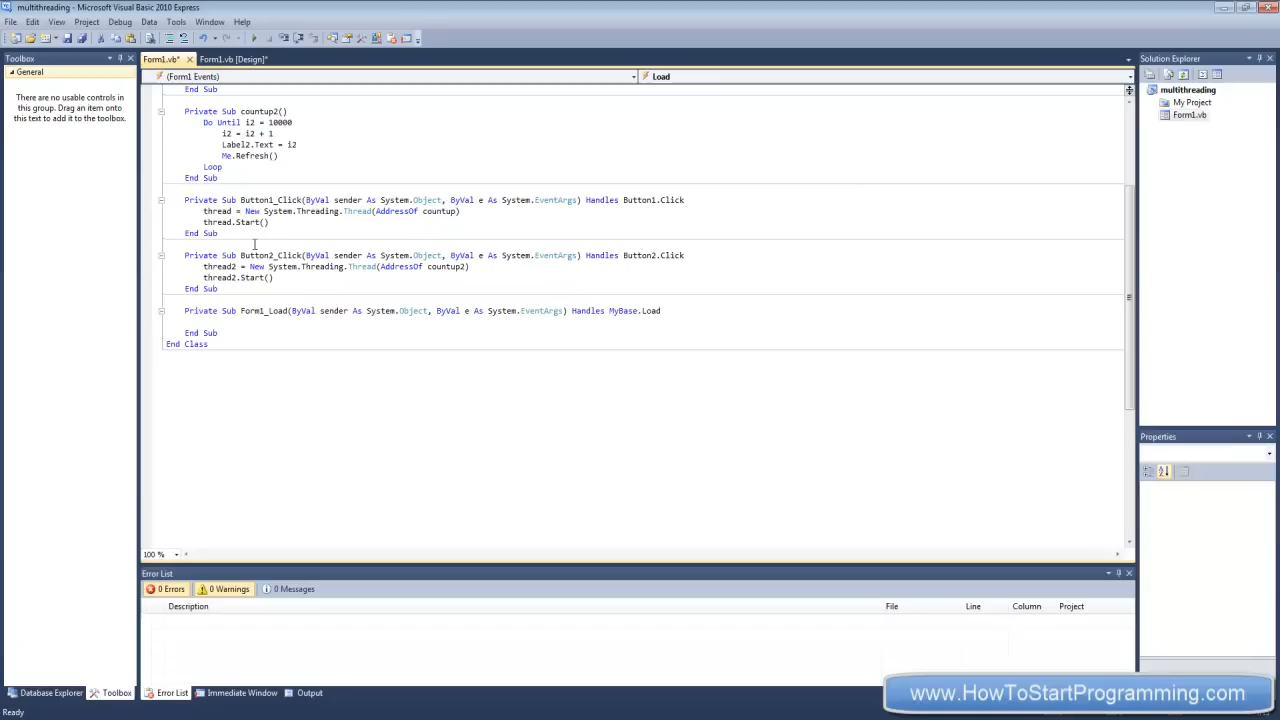 multithreading - Microsoft Visual Basic 2010 Express
File Edit View Project Debug Data Tools Window Help
Toolbox
General
There are no usable controls in
this group. Drag an item onto
this text to add it to the toolbox.
Form1.vb*
Form1.vb [Design]*
(Form1 Events)
Load
End Sub
Private Sub countup2()
Do Until i2 = 10000
i2 = i2 + 1
Label2.Text = i2
Me.Refresh()
Loop
End Sub
Private Sub Button1_Click(ByVal sender As System.Object, ByVal e As System.EventArgs) Handles Button1.Click
thread = New System.Threading.Thread(AddressOf countup)
thread.Start()
End Sub
Private Sub Button2_Click(ByVal sender As System.Object, ByVal e As System.EventArgs) Handles Button2.Click
thread2 = New System.Threading.Thread(AddressOf countup2)
thread2.Start()
End Sub
Private Sub Form1_Load(ByVal sender As System.Object, ByVal e As System.EventArgs) Handles MyBase.Load
End Sub
End Class
100 %
Solution Explorer
multithreading
My Project
Form1.vb
Properties
Error List
0 Errors
0 Warnings
0 Messages
Description
File
Line
Column
Project
Database Explorer
Toolbox
Error List
Immediate Window
Output
Ready
www.HowToStartProgramming.com